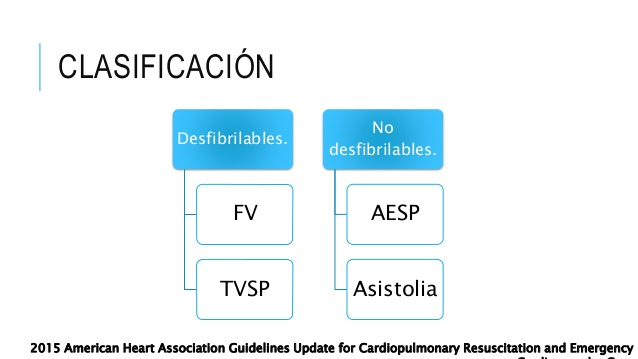 CLASIFICACIÓN
Desfibrilables.
No
desfibrilables.
FV
AESP
TVSP
Asistolia
2015 American Heart Association Guidelines Update for Cardiopulmonary Resuscitation and Emergency